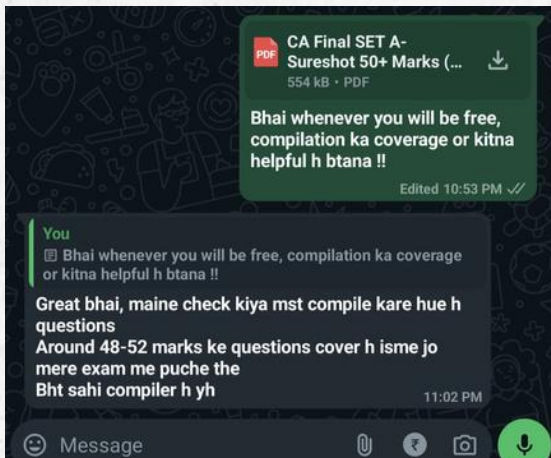 PDF
CA Final SET A-
Sureshot 50+ Marks (...
554 kB • PDF
Bhai whenever you will be free,
compilation ka coverage or kitna
helpful h btana !!
Edited 10:53 PM
You
Bhai whenever you will be free, compilation ka coverage
or kitna helpful h btana !!
Great bhai, maine check kiya mst compile kare hue h
questions
Around 48-52 marks ke questions cover h isme jo
mere exam me puche the
Bht sahi compiler h yh
11:02 PM
Message
₹